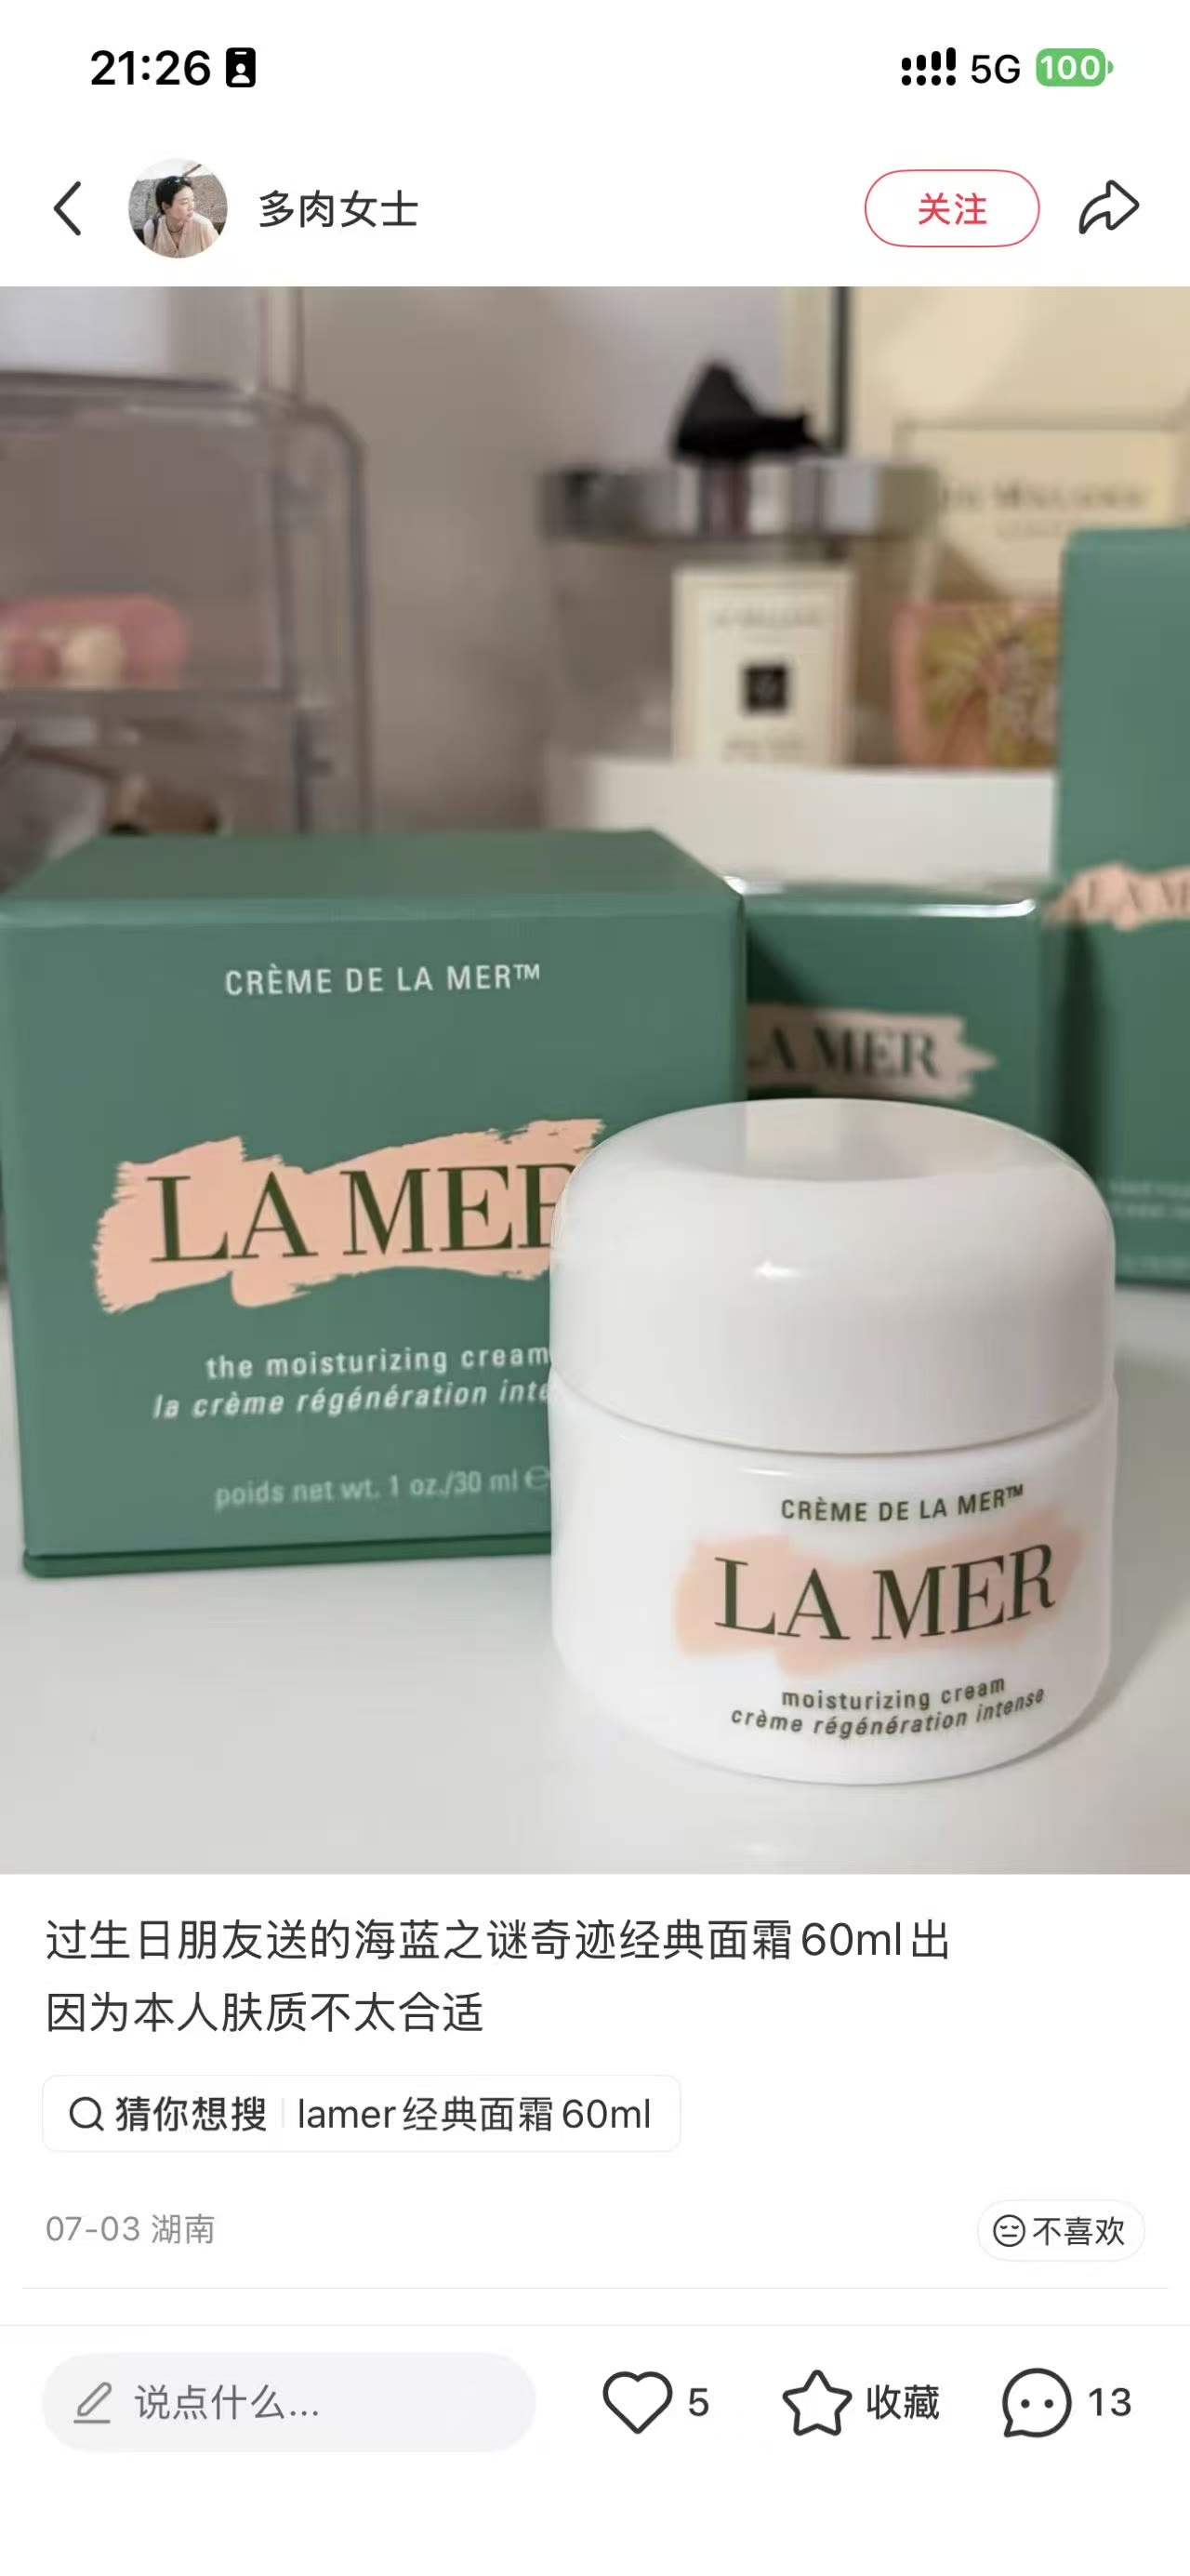 21:26
5G 100
多肉女士
关注
CRÈME DE LA MER™
LA MER
the moisturizing cream
la crème régénération
poids net wt. 1 oz./30 ml ℮
LA MER
LA M
CRÈME DE LA MER™
LA MER
moisturizing cream
crème régénération intense
过生日朋友送的海蓝之谜奇迹经典面霜60ml出
因为本人肤质不太合适
猜你想搜 lamer经典面霜60ml
07-03 湖南
不喜欢
说点什么...
5
收藏
13